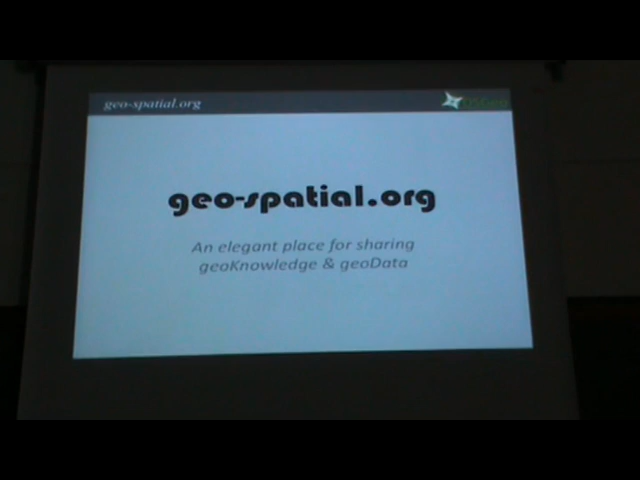 geo-spatial.org
geo-spatial.org
An elegant place for sharing
geoKnowledge & geoData